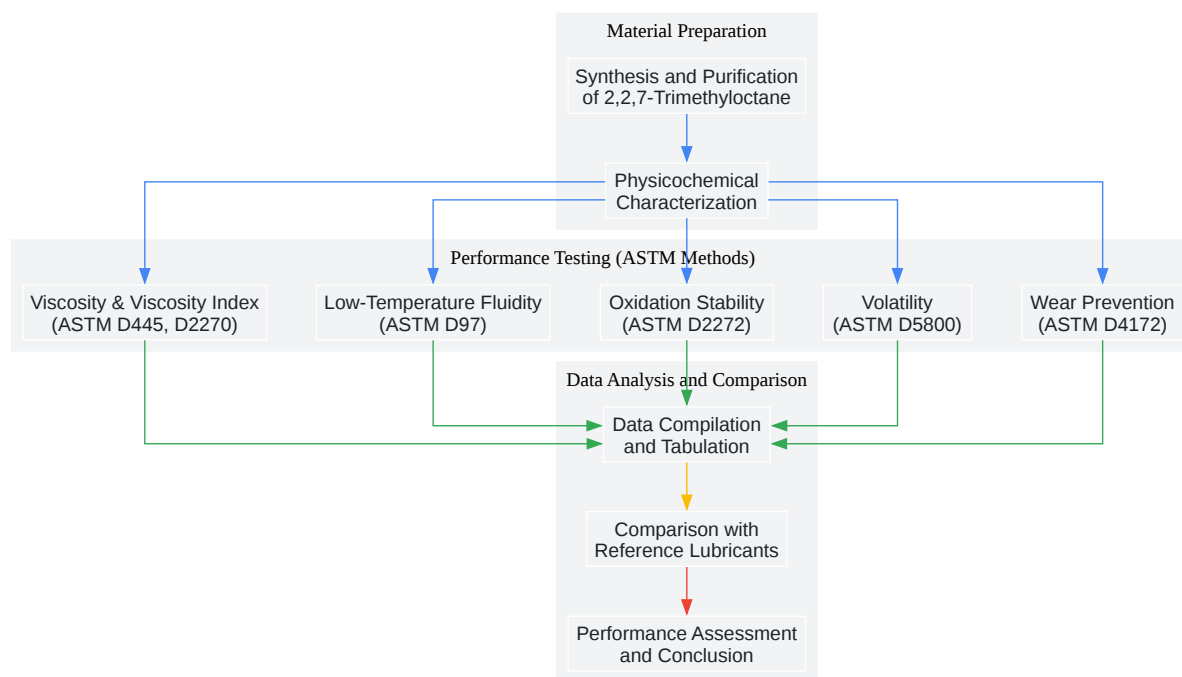 Material Preparation
Synthesis and Purification
of 2,2,7-Trimethyloctane
Physicochemical
Characterization
Performance Testing (ASTM Methods)
Viscosity & Viscosity Index
(ASTM D445, D2270)
Low-Temperature Fluidity
(ASTM D97)
Oxidation Stability
(ASTM D2272)
Volatility
(ASTM D5800)
Wear Prevention
(ASTM D4172)
Data Analysis and Comparison
Data Compilation
and Tabulation
Comparison with
Reference Lubricants
Performance Assessment
and Conclusion